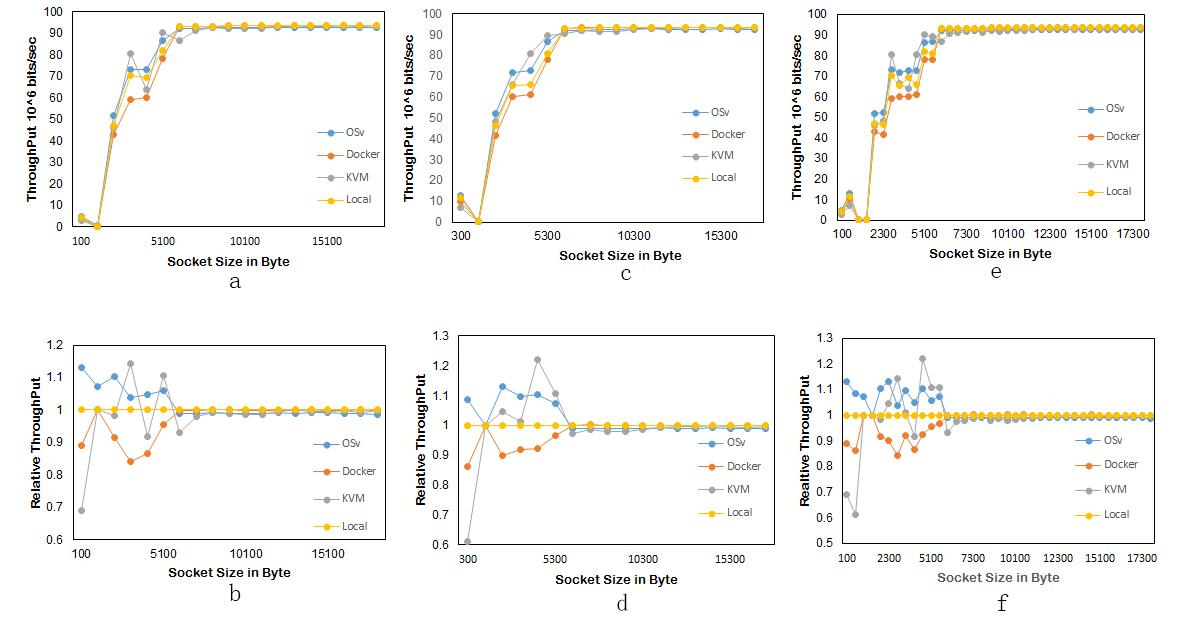 100
90
80
70
60
50
40
30
20
10
0
ThroughPut 10^6 bits/sec
OSv
Docker
KVM
Local
100 5100 10100 15100
Socket Size in Byte
a
100
90
80
70
60
50
40
30
20
10
0
ThroughPut 10^6 bits/sec
OSv
Docker
KVM
Local
300 5300 10300 15300
Socket Size in Byte
c
100
90
80
70
60
50
40
30
20
10
0
ThroughPut 10^6 bits/sec
OSv
Docker
KVM
Local
100 2300 5100 7300 10100 12300 15100 17300
Socket Size in Byte
e
1.2
1.1
1
0.9
0.8
0.7
0.6
Relative ThroughPut
OSv
Docker
KVM
Local
100 5100 10100 15100
Socket Size in Byte
b
1.3
1.2
1.1
1
0.9
0.8
0.7
0.6
Relative ThroughPut
OSv
Docker
KVM
Local
300 5300 10300 15300
Socket Size in Byte
d
1.3
1.2
1.1
1
0.9
0.8
0.7
0.6
0.5
Realtive ThroughPut
OSv
Docker
KVM
Local
100 2300 5100 7300 10100 12300 15100 17300
Socket Size in Byte
f